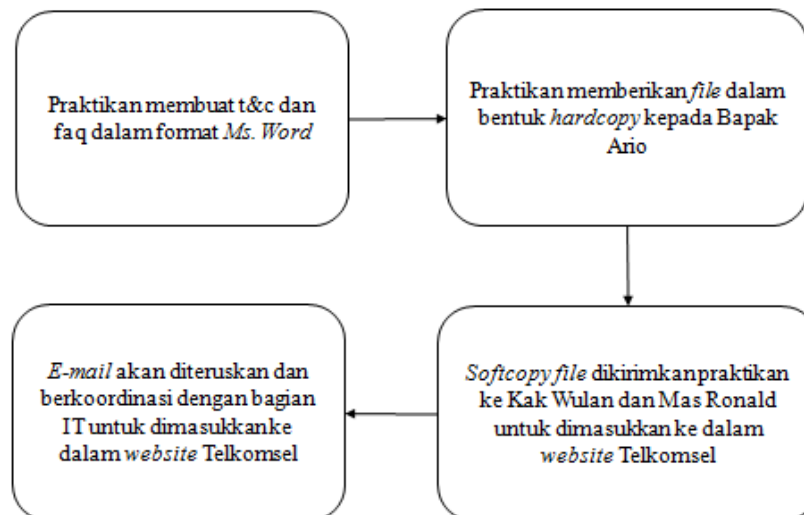 Praktikan membuat t&c dan
faq dalam format Ms. Word
Praktikan memberikan file dalam
bentuk hardcopy kepada Bapak
Ario
Softcopy file dikirimkan praktikan
ke Kak Wulan dan Mas Ronald
untuk dimasukkan ke dalam
website Telkomsel
E-mail akan diteruskan dan
berkoordinasi dengan bagian
IT untuk dimasukkan ke
dalam website Telkomsel